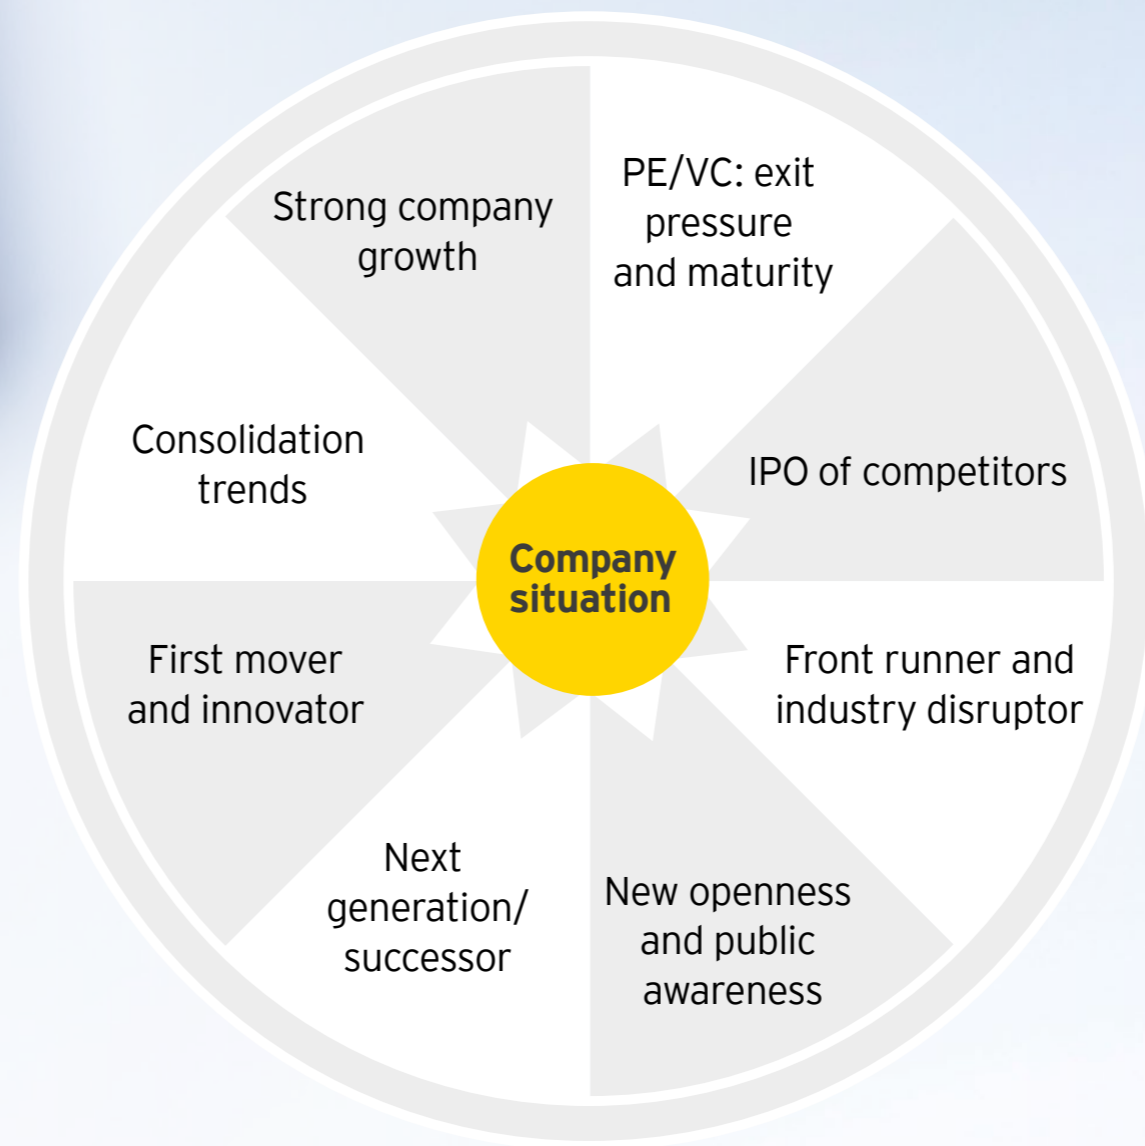 Strong company
growth
PE/VC: exit
pressure
and maturity
IPO of competitors
Front runner and
industry disruptor
New openness
and public
awareness
Next
generation/
successor
First mover
and innovator
Consolidation
trends
Company
situation